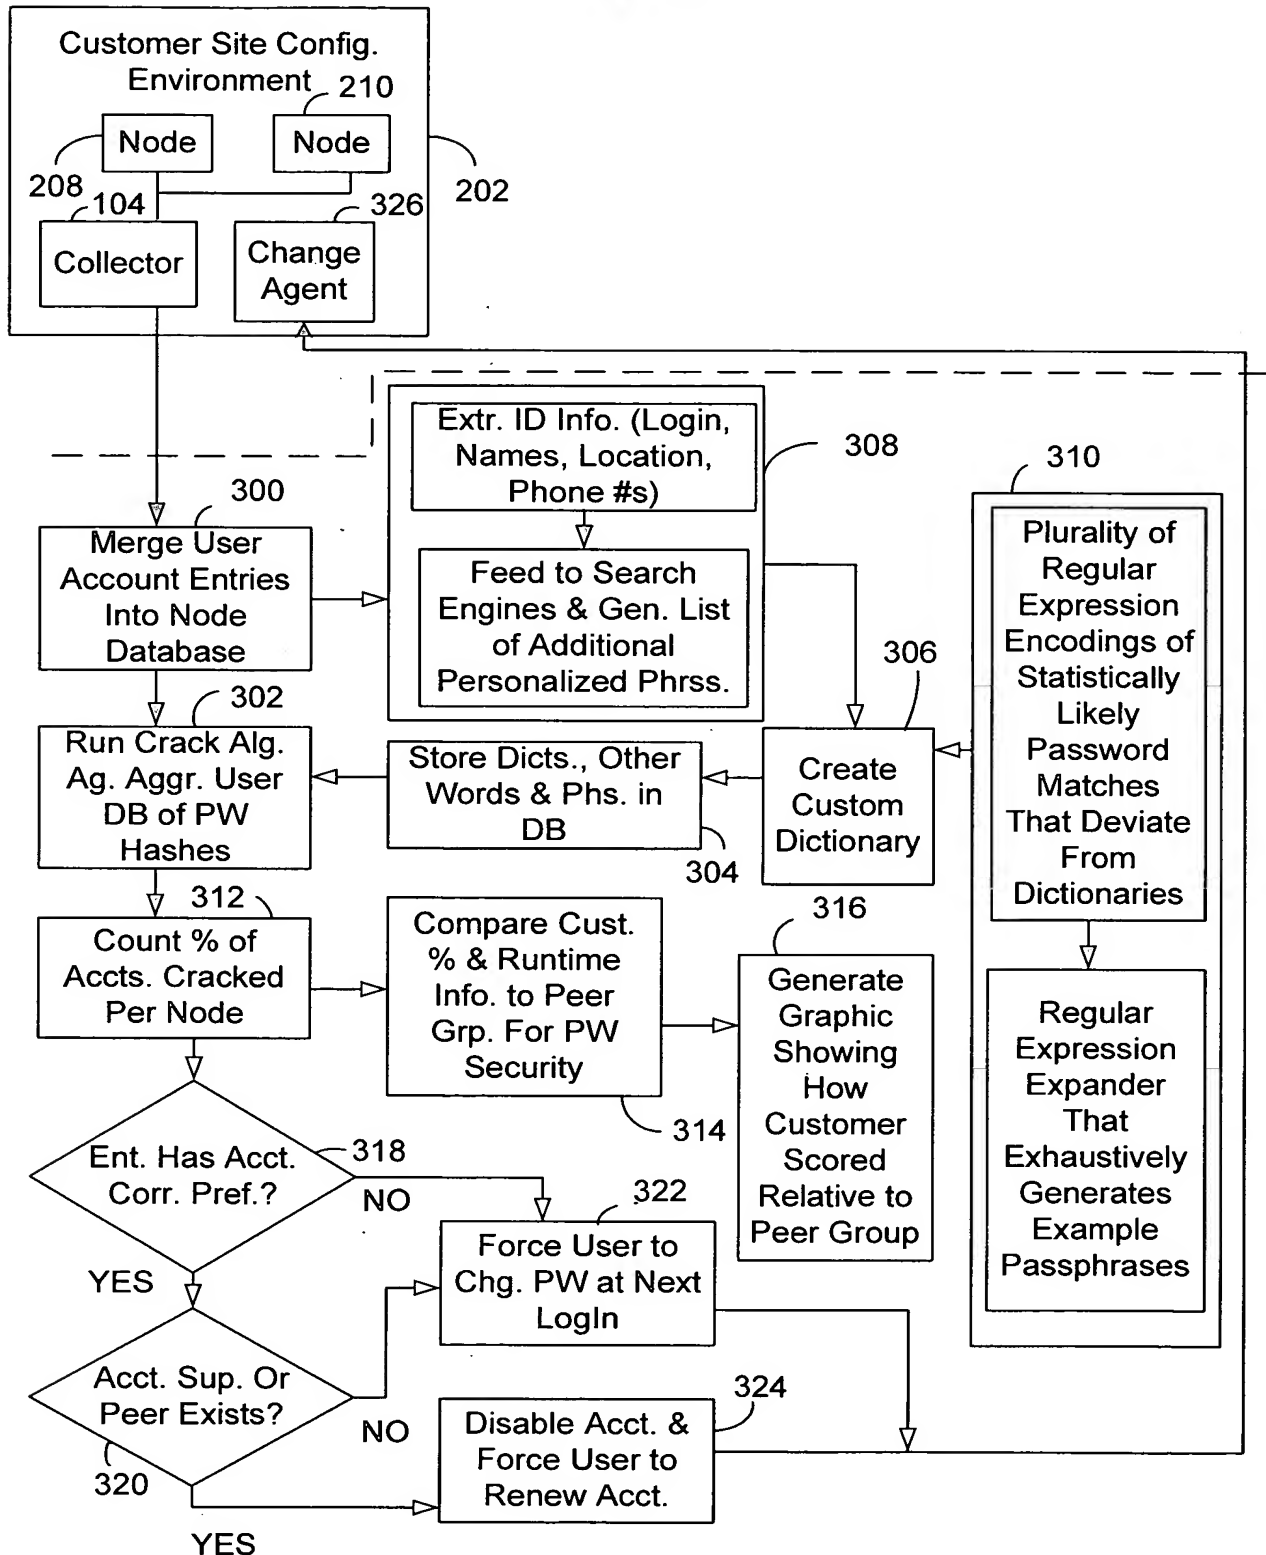 Customer Site Config.
Environment
210
Node
Node
208
202
104
326
Collector
Change
Agent
Extr. ID Info. (Login,
Names, Location,
Phone #s)
308
310
300
Merge User
Account Entries
Into Node
Database
Feed to Search
Engines & Gen. List
of Additional
Personalized Phrss.
Plurality of
Regular
Expression
Encodings of
Statistically
Likely
Password
Matches
That Deviate
From
Dictionaries
306
302
Run Crack Alg.
Ag. Aggr. User
DB of PW
Hashes
Store Dicts., Other
Words & Phs. in
DB
304
Create
Custom
Dictionary
312
Count % of
Accts. Cracked
Per Node
Compare Cust.
% & Runtime
Info. to Peer
Grp. For PW
Security
314
316
Generate
Graphic
Showing
How
Customer
Scored
Relative to
Peer Group
Regular
Expression
Expander
That
Exhaustively
Generates
Example
Passphrases
Ent. Has Acct.
Corr. Pref.?
318
NO
322
Force User to
Chg. PW at Next
LogIn
YES
Acct. Sup. Or
Peer Exists?
NO
320
324
Disable Acct. &
Force User to
Renew Acct.
YES